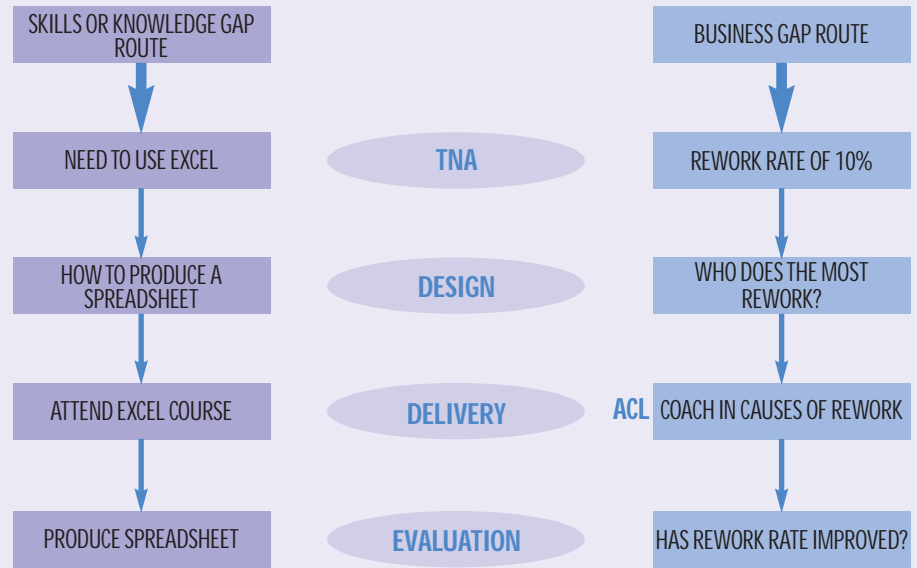 SKILLS OR KNOWLEDGE GAP
ROUTE
BUSINESS GAP ROUTE
NEED TO USE EXCEL
TNA
REWORK RATE OF 10%
HOW TO PRODUCE A
SPREADSHEET
DESIGN
WHO DOES THE MOST
REWORK?
ATTEND EXCEL COURSE
DELIVERY
ACL
COACH IN CAUSES OF REWORK
PRODUCE SPREADSHEET
EVALUATION
HAS REWORK RATE IMPROVED?